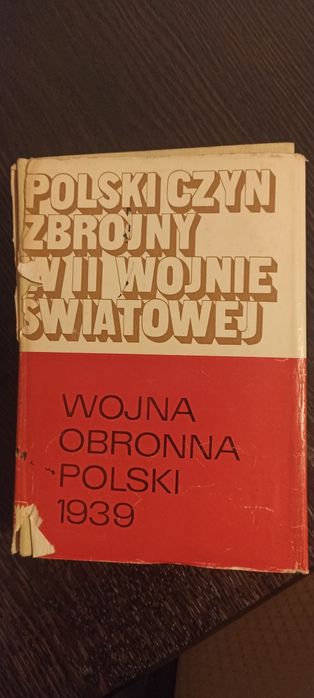 POLSKI CZYN
ZBROJNY
W II WOJNIE
ŚWIATOWEJ
WOJNA
OBRONNA
POLSKI
1939